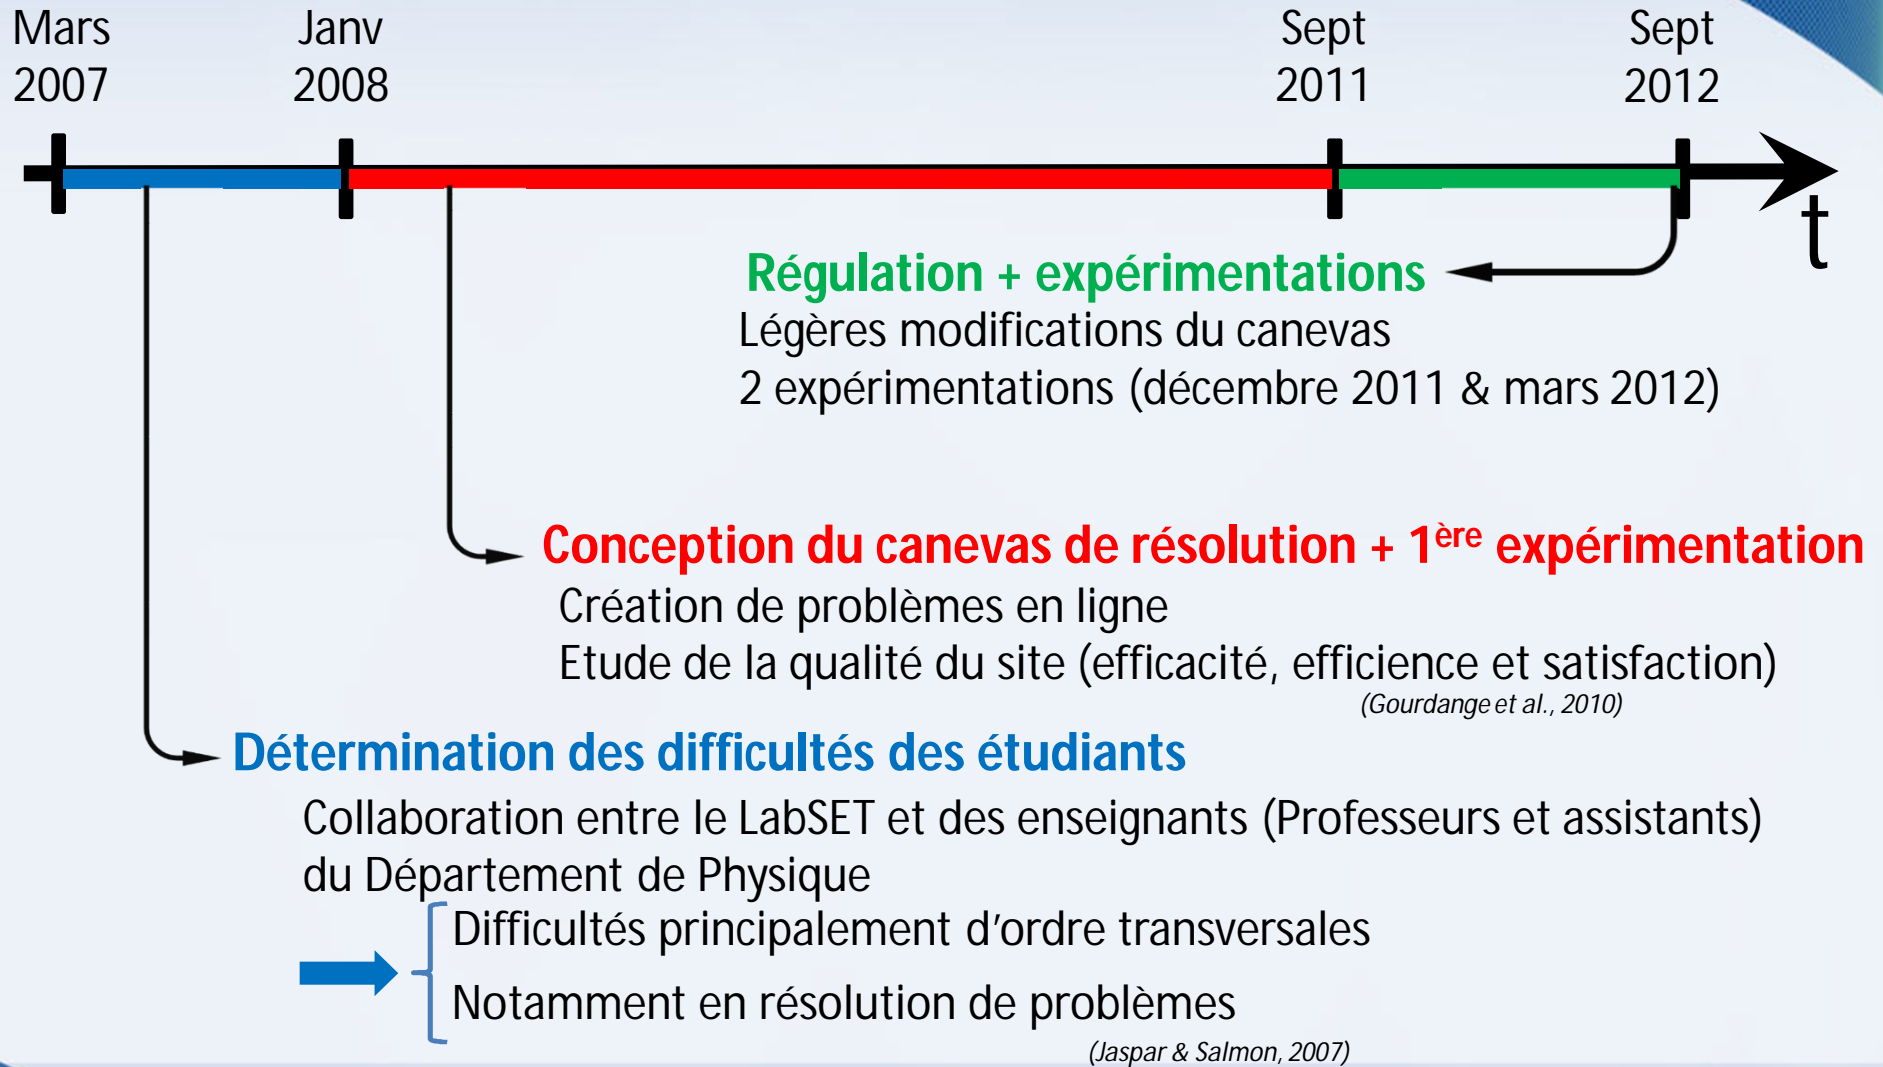 Mars
2007
Janv
2008
Sept
2011
Sept
2012
t
Régulation + expérimentations
Légères modifications du canevas
2 expérimentations (décembre 2011 & mars 2012)
Conception du canevas de résolution + 1ère expérimentation
Création de problèmes en ligne
Etude de la qualité du site (efficacité, efficience et satisfaction)
(Gourdange et al., 2010)
Détermination des difficultés des étudiants
Collaboration entre le LabSET et des enseignants (Professeurs et assistants)
du Département de Physique
Difficultés principalement d'ordre transversales
Notamment en résolution de problèmes
(Jaspar & Salmon, 2007)